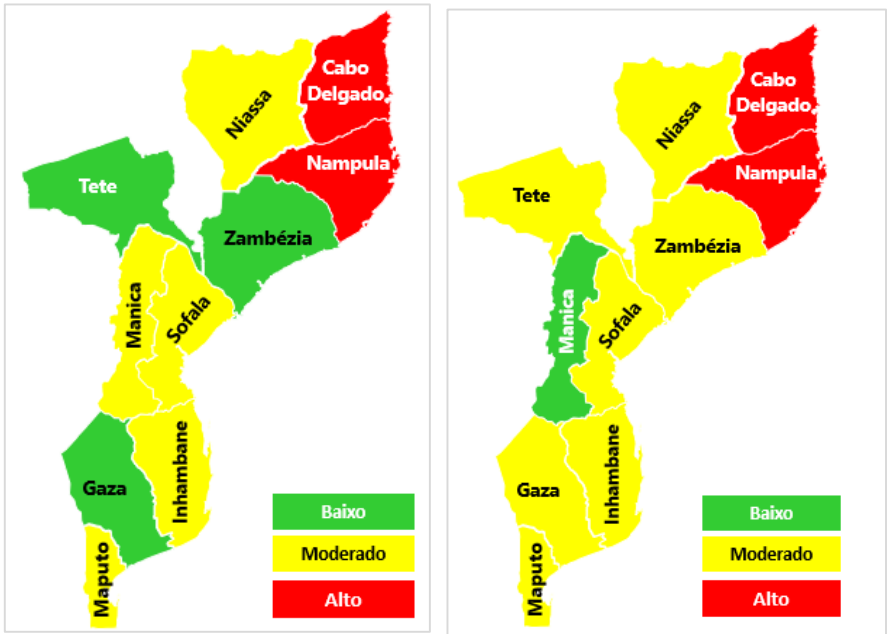 Cabo
Delgado
Niassa
Nampula
Tete
Zambézia
Manica
Sofala
Inhambane
Gaza
Maputo
Baixo
Moderado
Alto
Cabo
Delgado
Niassa
Nampula
Tete
Zambézia
Manica
Sofala
Inhambane
Gaza
Maputo
Baixo
Moderado
Alto